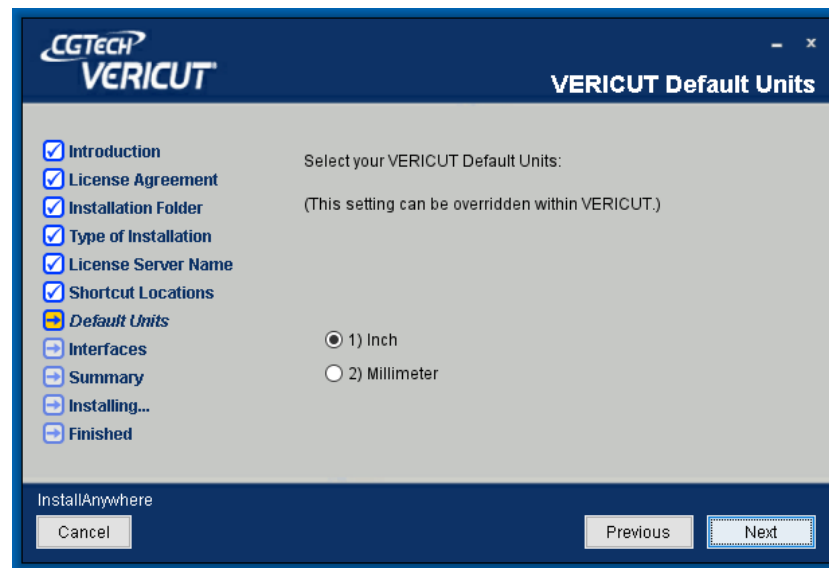 CGTECH
VERICUT
VERICUT Default Units
Introduction
License Agreement
Installation Folder
Type of Installation
License Server Name
Shortcut Locations
Default Units
Interfaces
Summary
Installing...
Finished
Select your VERICUT Default Units:
(This setting can be overridden within VERICUT.)
1) Inch
2) Millimeter
InstallAnywhere
Cancel
Previous
Next